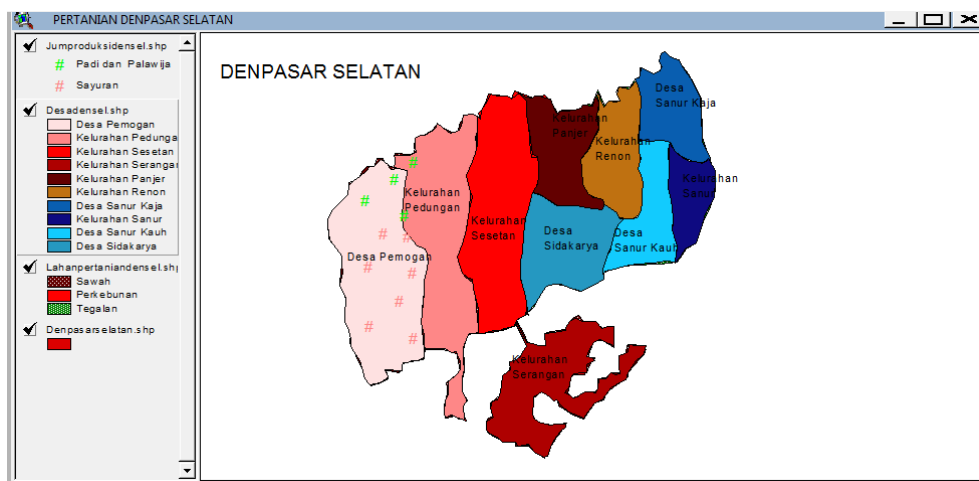 PERTANIAN DENPASAR SELATAN
Jumproduksidensel.shp
# Padi dan Palawija
# Sayuran
Desadensel.shp
Desa Pemogan
Kelurahan Pedunga
Kelurahan Sesetan
Kelurahan Serangan
Kelurahan Panjer
Kelurahan Renon
Desa Sanur Kaja
Kelurahan Sanur
Desa Sanur Kauh
Desa Sidakarya
Lahanpertaniandensel.shp
Sawah
Perkebunan
Tegalan
Denpasarselatan.shp
DENPASAR SELATAN
Desa
Sanur Kaja
Kelurahan
Panjer
Kelurahan
Renon
Kelurahan
Sanur
Kelurahan
Pedungan
Kelurahan
Sesetan
Desa
Sidakarya
Desa
Sanur Kauh
Desa Pemogan
Kelurahan
Serangan